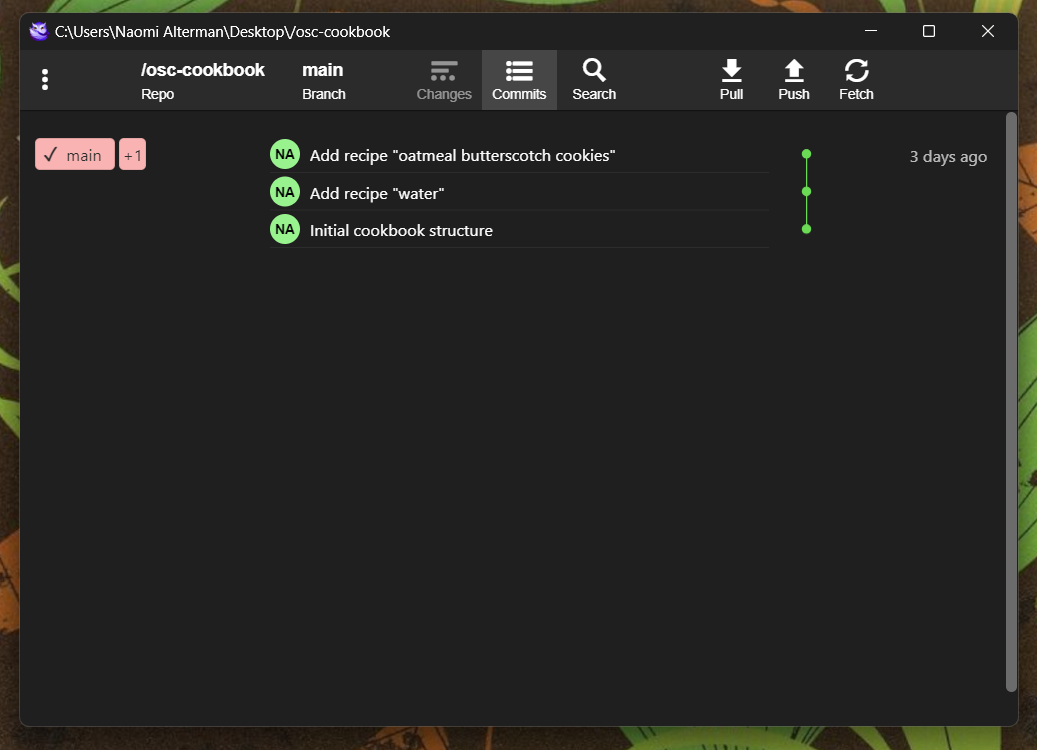 C:\Users\Naomi Alterman\Desktop\/osc-cookbook
/osc-cookbook
Repo
main
Branch
Changes
Commits
Search
Pull
Push
Fetch
✓ main +1
NA Add recipe "oatmeal butterscotch cookies"
3 days ago
NA Add recipe "water"
NA Initial cookbook structure